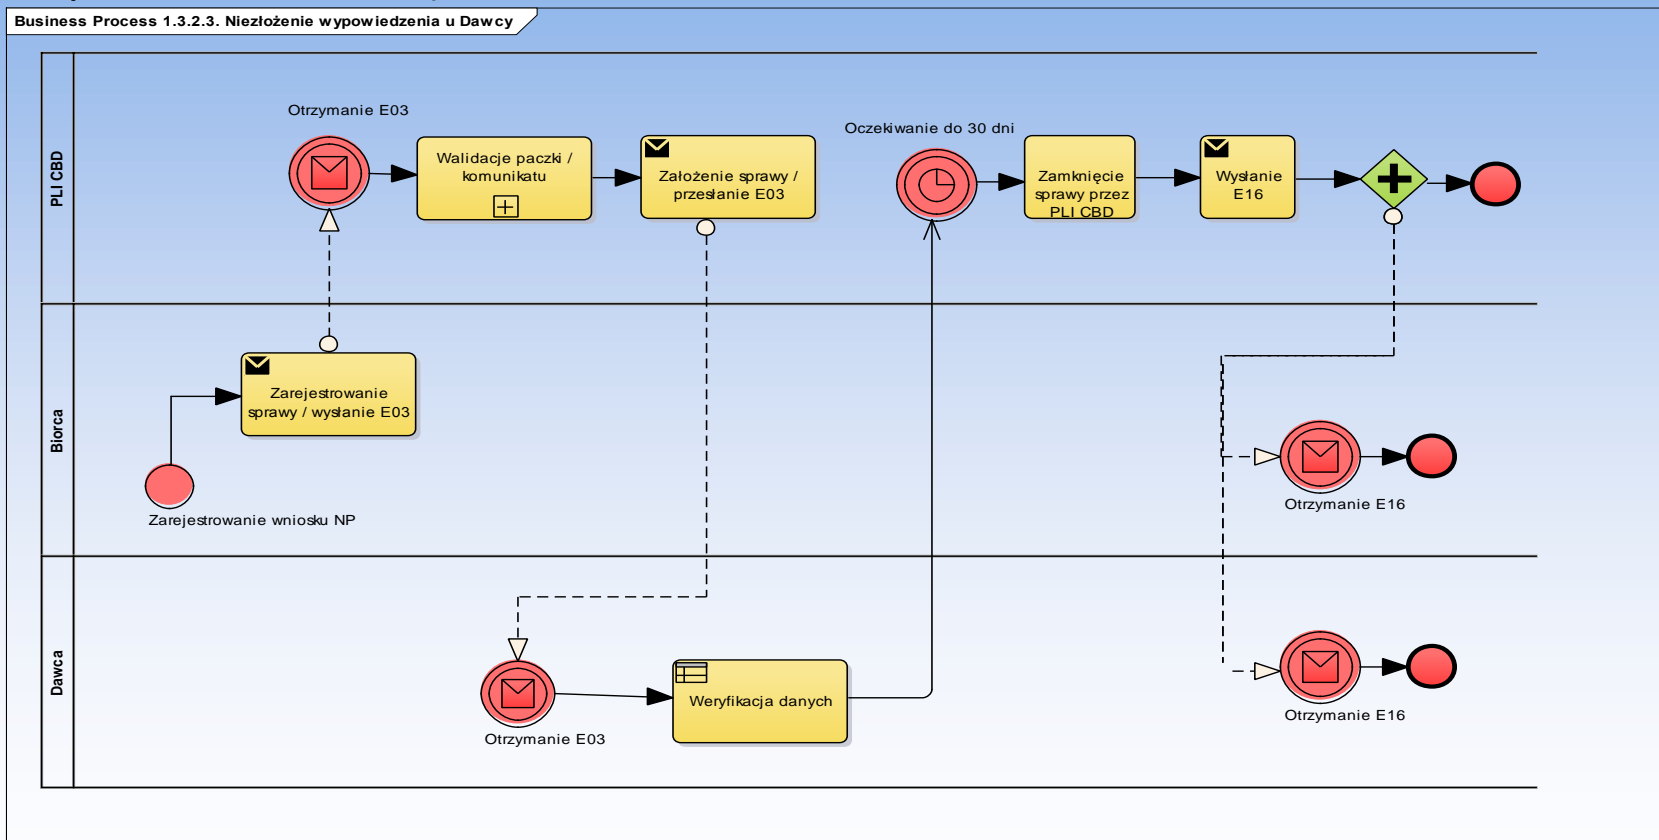 Business Process 1.3.2.3. Niezłożenie wypowiedzenia u Dawcy
PLI CBD
Otrzymanie E03
Walidacje paczki /
komunikatu
Założenie sprawy /
przesłanie E03
Oczekiwanie do 30 dni
Zamknięcie
sprawy przez
PLI CBD
Wysłanie
E16
Biorca
Zarejestrowanie
sprawy / wysłanie E03
Zarejestrowanie wniosku NP
Otrzymanie E16
Dawca
Otrzymanie E03
Weryfikacja danych
Otrzymanie E16